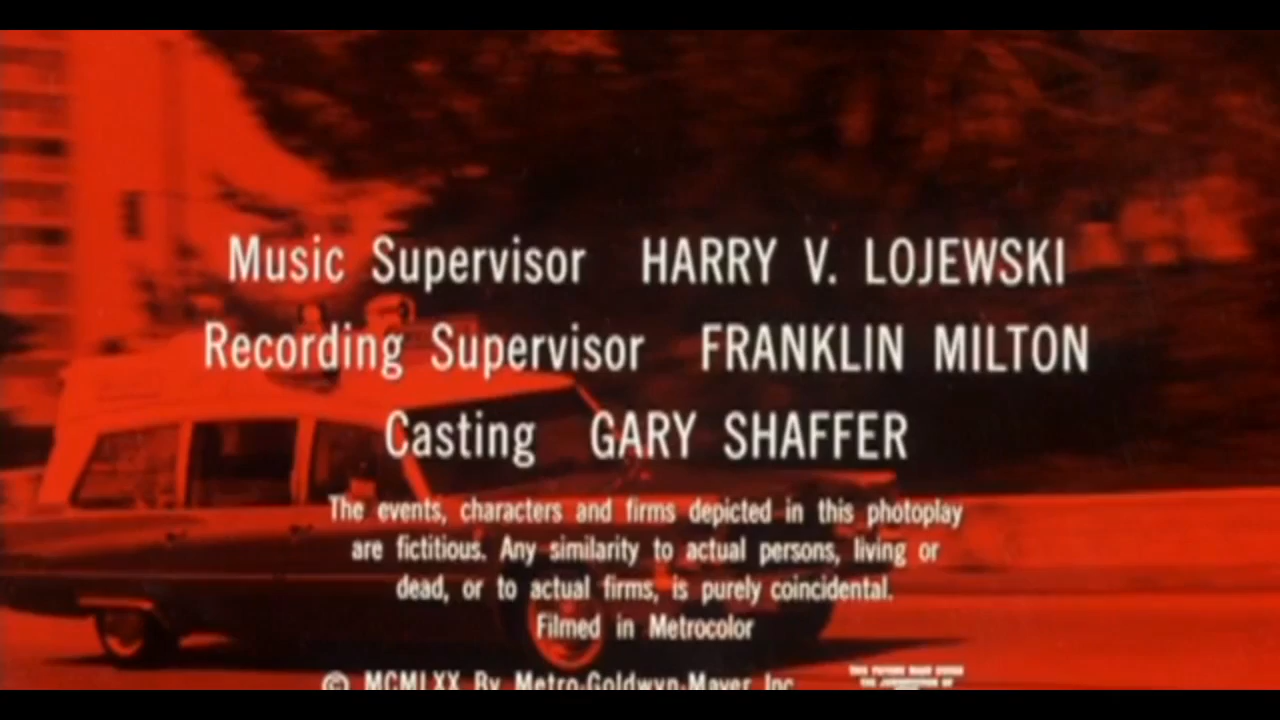 Music Supervisor HARRY V. LOJEWSKI
Recording Supervisor FRANKLIN MILTON
Casting GARY SHAFFER
The events, characters and firms depicted in this photoplay
are fictitious. Any similarity to actual persons, living or
dead, or to actual firms, is purely coincidental.
Filmed in Metrocolor
© MCMLXX By Metro-Goldwyn-Mayer Inc.